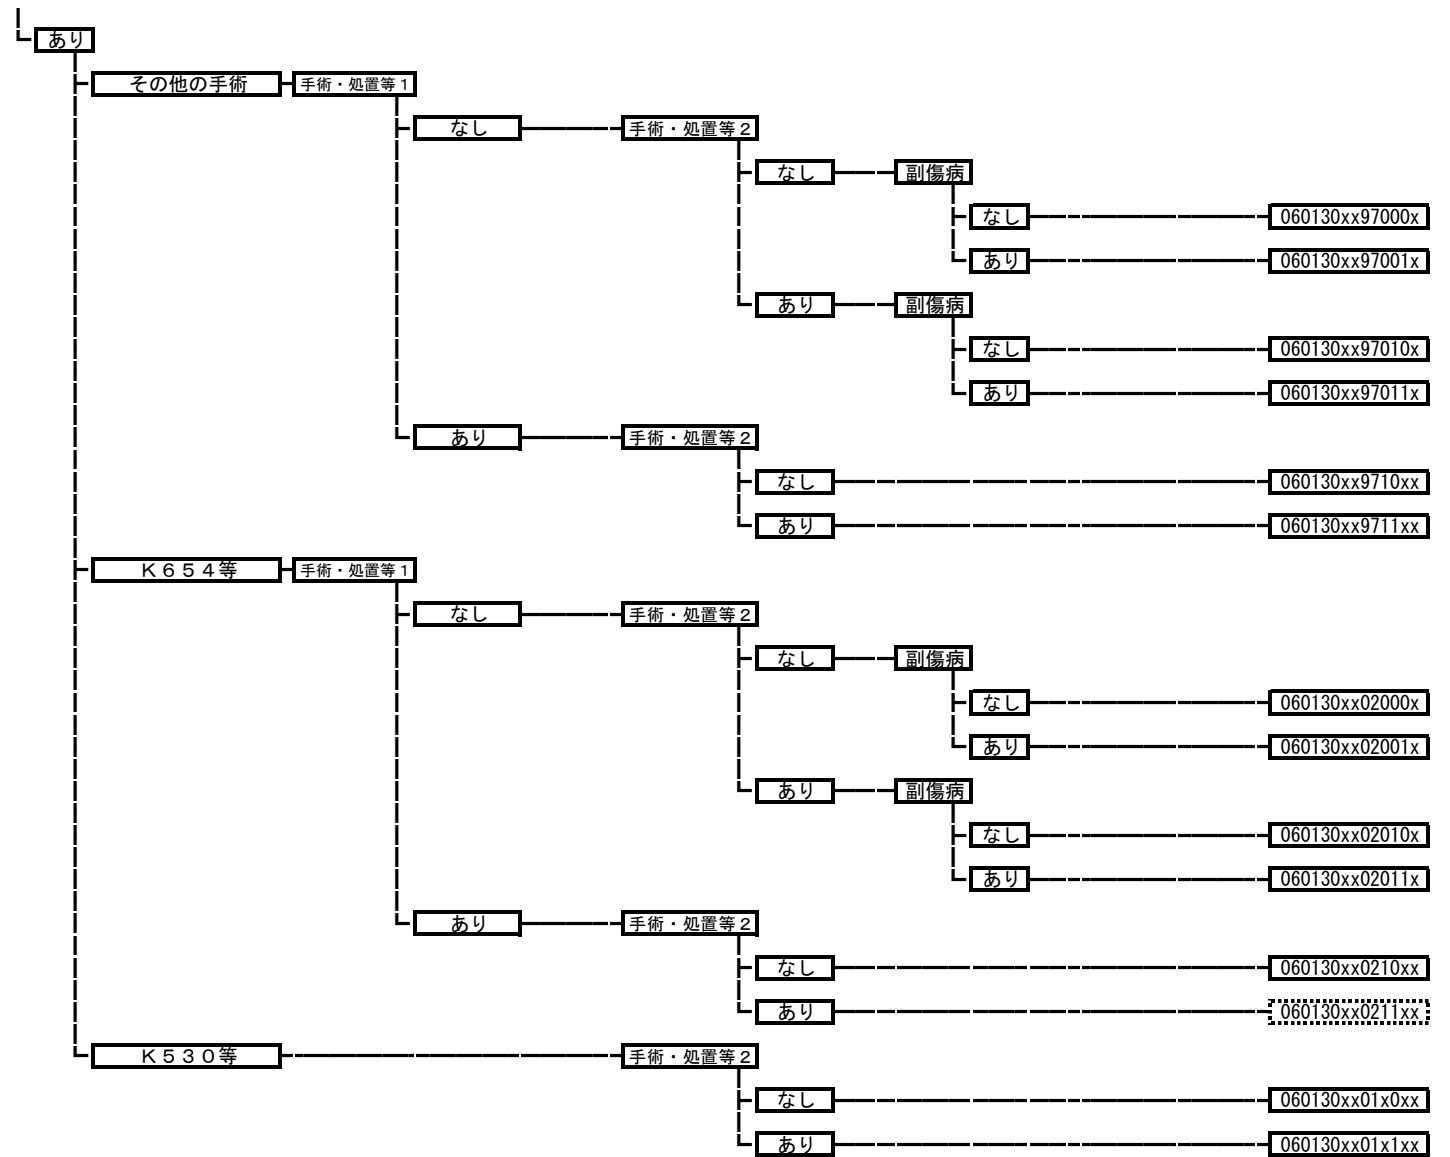 あり
その他の手術 手術・処置等1
なし 手術・処置等2
なし 副傷病
なし 060130xx97000x
あり 060130xx97001x
あり 副傷病
なし 060130xx97010x
あり 060130xx97011x
あり 手術・処置等2
なし 060130xx9710xx
あり 060130xx9711xx
K654等 手術・処置等1
なし 手術・処置等2
なし 副傷病
なし 060130xx02000x
あり 060130xx02001x
あり 副傷病
なし 060130xx02010x
あり 060130xx02011x
あり 手術・処置等2
なし 060130xx0210xx
あり 060130xx0211xx
K530等 手術・処置等2
なし 060130xx01x0xx
あり 060130xx01x1xx